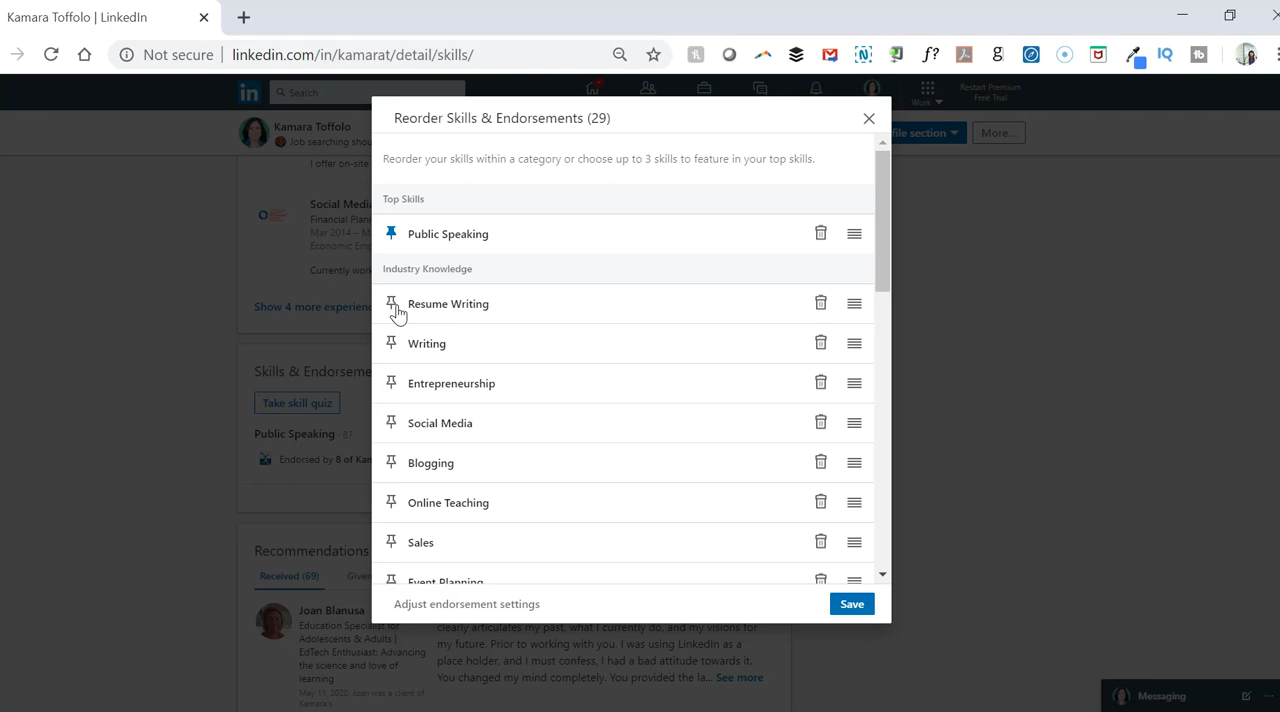 Kamara Toffolo | LinkedIn
Not secure | linkedin.com/in/kamarat/detail/skills/
in
Search
Work
Restart Premium
Free Trial
Kamara Toffolo
Job searching shou
file section
More...
I offer on-site
Social Media
Financial Plan
Mar 2014 – M
Economic Emp
Currently work
Show 4 more experienc
Skills & Endorseme
Take skill quiz
Public Speaking · 87
Endorsed by 8 of Kam
Recommendations
Received (69)
Given
Joan Blanusa
Education Specialist for
Adolescents & Adults |
EdTech Enthusiast: Advancing
the science and love of
learning
May 11, 2020, Joan was a client of
Kamara's
Reorder Skills & Endorsements (29)
Reorder your skills within a category or choose up to 3 skills to feature in your top skills.
Top Skills
Public Speaking
Industry Knowledge
Resume Writing
Writing
Entrepreneurship
Social Media
Blogging
Online Teaching
Sales
Event Planning
Adjust endorsement settings
Save
clearly articulates my past, what I currently do, and my visions for
my future. Prior to working with you, I was using LinkedIn as a
place holder, and I must confess, I had a bad attitude towards it.
You changed my mind completely. You provided the la... See more
Messaging